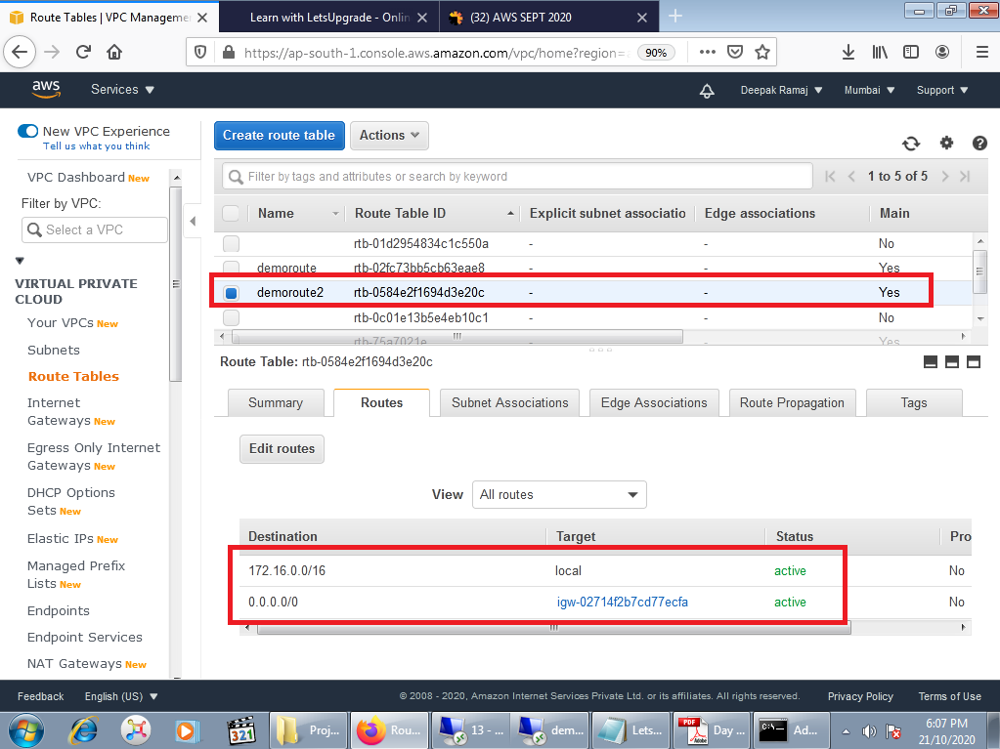 Route Tables | VPC Manageme
Learn with LetsUpgrade - Onlin
(32) AWS SEPT 2020
https://ap-south-1.console.aws.amazon.com/vpc/home?region=
90%
aws
Services
Deepak Ramaj
Mumbai
Support
New VPC Experience
Tell us what you think
VPC Dashboard New
Filter by VPC:
Select a VPC
VIRTUAL PRIVATE
CLOUD
Your VPCs New
Subnets
Route Tables
Internet
Gateways New
Egress Only Internet
Gateways New
DHCP Options
Sets New
Elastic IPs New
Managed Prefix
Lists New
Endpoints
Endpoint Services
NAT Gateways New
Create route table
Actions
Filter by tags and attributes or search by keyword
1 to 5 of 5
Name Route Table ID Explicit subnet associatio Edge associations Main
rtb-01d2954834c1c550a - - No
demoroute rtb-02fc73bb5cb63eae8 - - Yes
demoroute2 rtb-0584e2f1694d3e20c - - Yes
rtb-0c01e13b5e4eb10c1 - - No
rtb-75a7021e - - Yes
Route Table: rtb-0584e2f1694d3e20c
Summary Routes Subnet Associations Edge Associations Route Propagation Tags
Edit routes
View All routes
Destination Target Status Pro
172.16.0.0/16 local active No
0.0.0.0/0 igw-02714f2b7cd77ecfa active No
Feedback English (US) © 2008 - 2020, Amazon Internet Services Private Ltd. or its affiliates. All rights reserved. Privacy Policy Terms of Use
321 Proj... Rou... 13 - ... dem... Lets... PDF Adobe Day ... C:\. Ad...
6:07 PM
21/10/2020